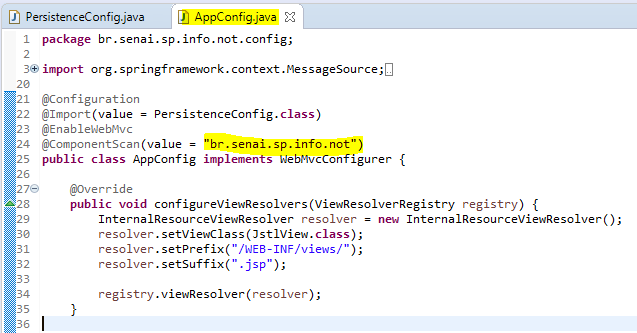 PersistenceConfig.java AppConfig.java
1 package br.senai.sp.info.not.config;
2
3 import org.springframework.context.MessageSource;
20
21 @Configuration
22 @Import(value = PersistenceConfig.class)
23 @EnableWebMvc
24 @ComponentScan(value = "br.senai.sp.info.not")
25 public class AppConfig implements WebMvcConfigurer {
26
27 @Override
28 public void configureViewResolvers(ViewResolverRegistry registry) {
29 InternalResourceViewResolver resolver = new InternalResourceViewResolver();
30 resolver.setViewClass(JstlView.class);
31 resolver.setPrefix("/WEB-INF/views/");
32 resolver.setSuffix(".jsp");
33
34 registry.viewResolver(resolver);
35 }
36